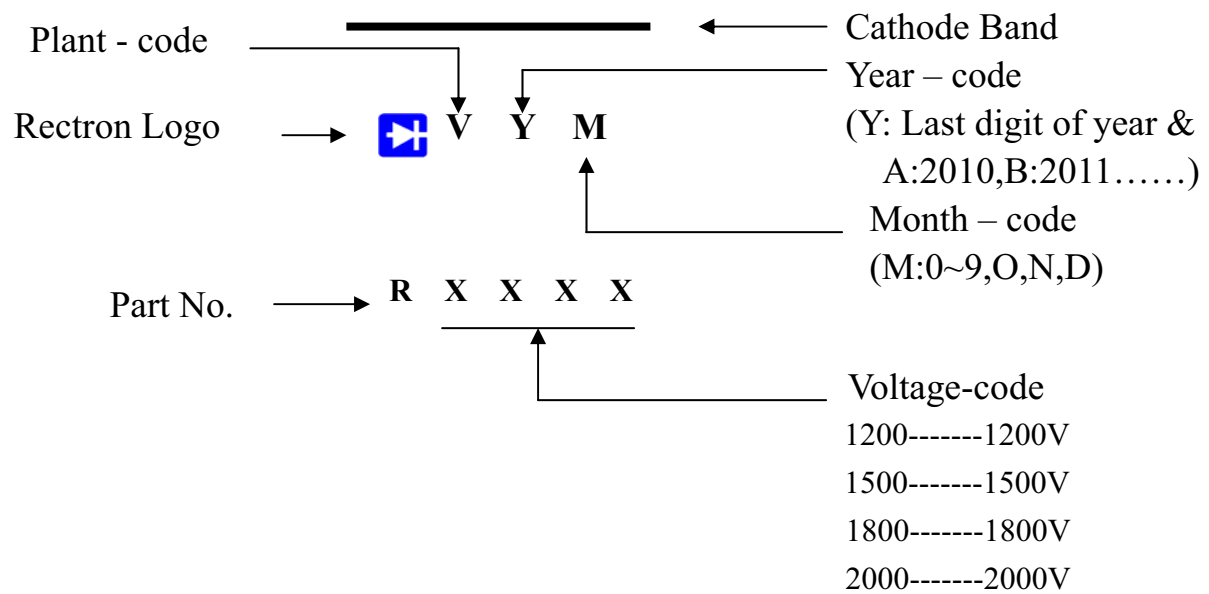 Plant - code
Cathode Band
Year – code
(Y: Last digit of year &
A:2010,B:2011……)
Rectron Logo
V Y M
Month – code
(M:0~9,O,N,D)
Part No.
R X X X X
Voltage-code
1200-------1200V
1500-------1500V
1800-------1800V
2000-------2000V